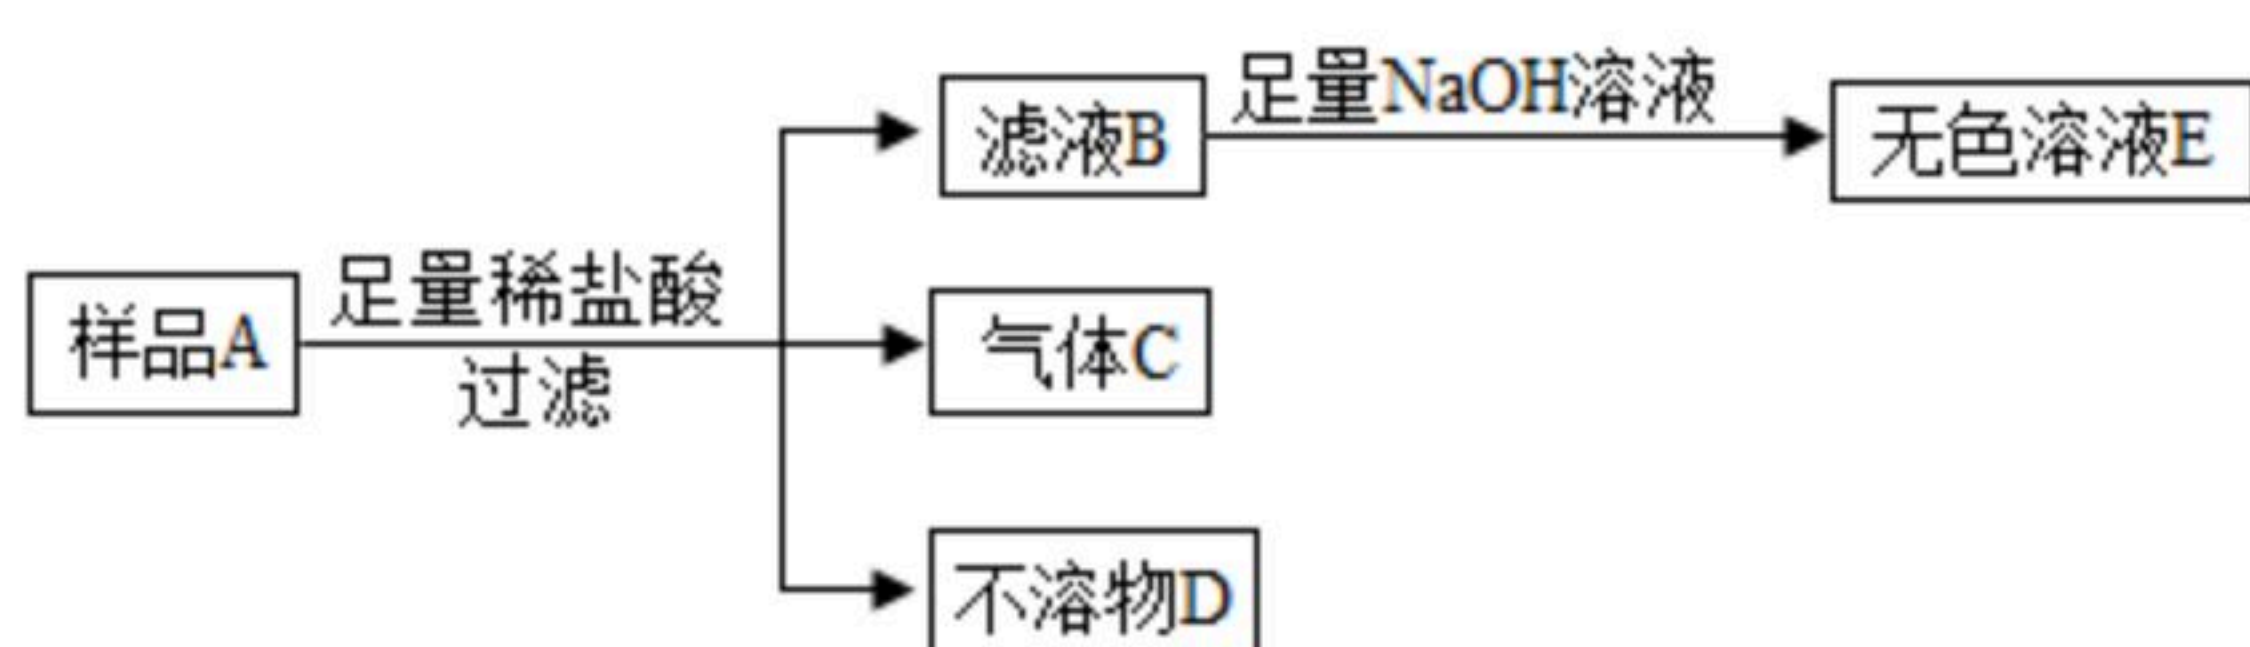 足量NaOH溶液
滤液B
无色溶液E
足量稀盐酸
样品A
过滤
气体C
不溶物D